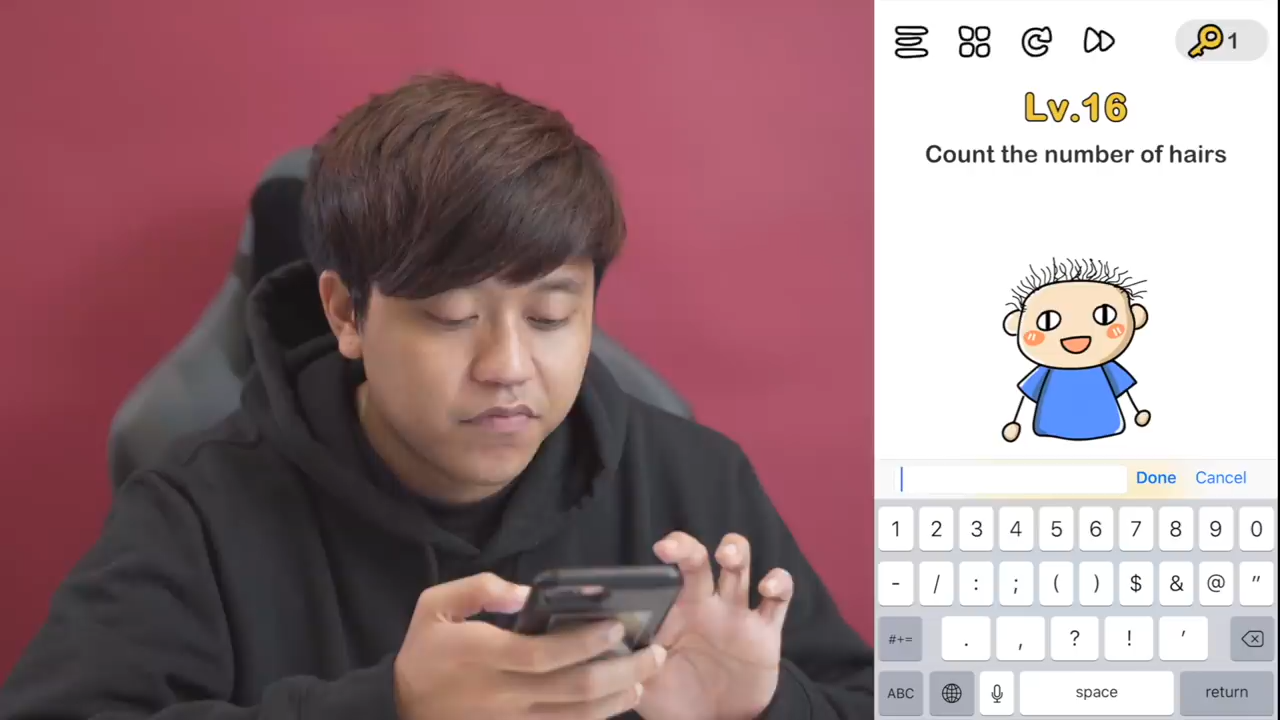 1
Lv.16
Count the number of hairs
Done Cancel
1 2 3 4 5 6 7 8 9 0
- / : ; ( ) $ & @ "
#+= . , ? ! '
ABC space return